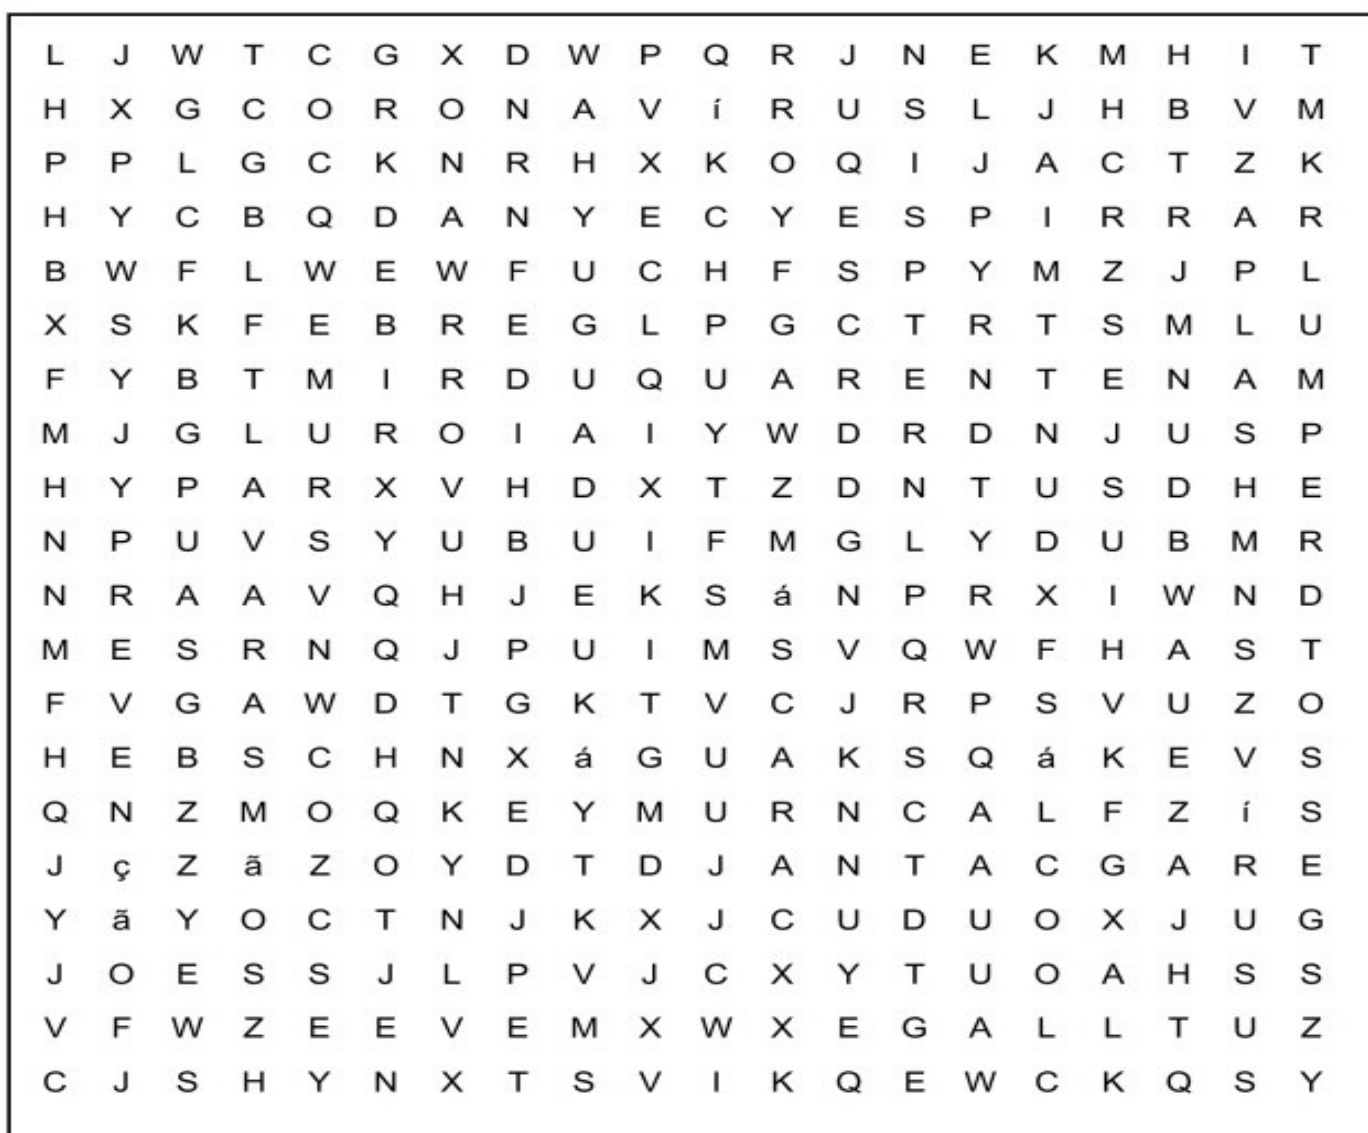 L J W T C G X D W P Q R J N E K M H I T
H X G C O R O N A V í R U S L J H B V M
P P L G C K N R H X K O Q I J A C T Z K
H Y C B Q D A N Y E C Y E S P I R R A R
B W F L W E W F U C H F S P Y M Z J P L
X S K F E B R E G L P G C T R T S M L U
F Y B T M I R D U Q U A R E N T E N A M
M J G L U R O I A I Y W D R D N J U S P
H Y P A R X V H D X T Z D N T U S D H E
N P U V S Y U B U I F M G L Y D U B M R
N R A A V Q H J E K S á N P R X I W N D
M E S R N Q J P U I M S V Q W F H A S T
F V G A W D T G K T V C J R P S V U Z O
H E B S C H N X á G U A K S Q á K E V S
Q N Z M O Q K E Y M U R N C A L F Z í S
J ç Z ã Z O Y D T D J A N T A C G A R E
Y ã Y O C T N J K X J C U D U O X J U G
J O E S S J L P V J C X Y T U O A H S S
V F W Z E E V E M X W X E G A L L T U Z
C J S H Y N X T S V I K Q E W C K Q S Y